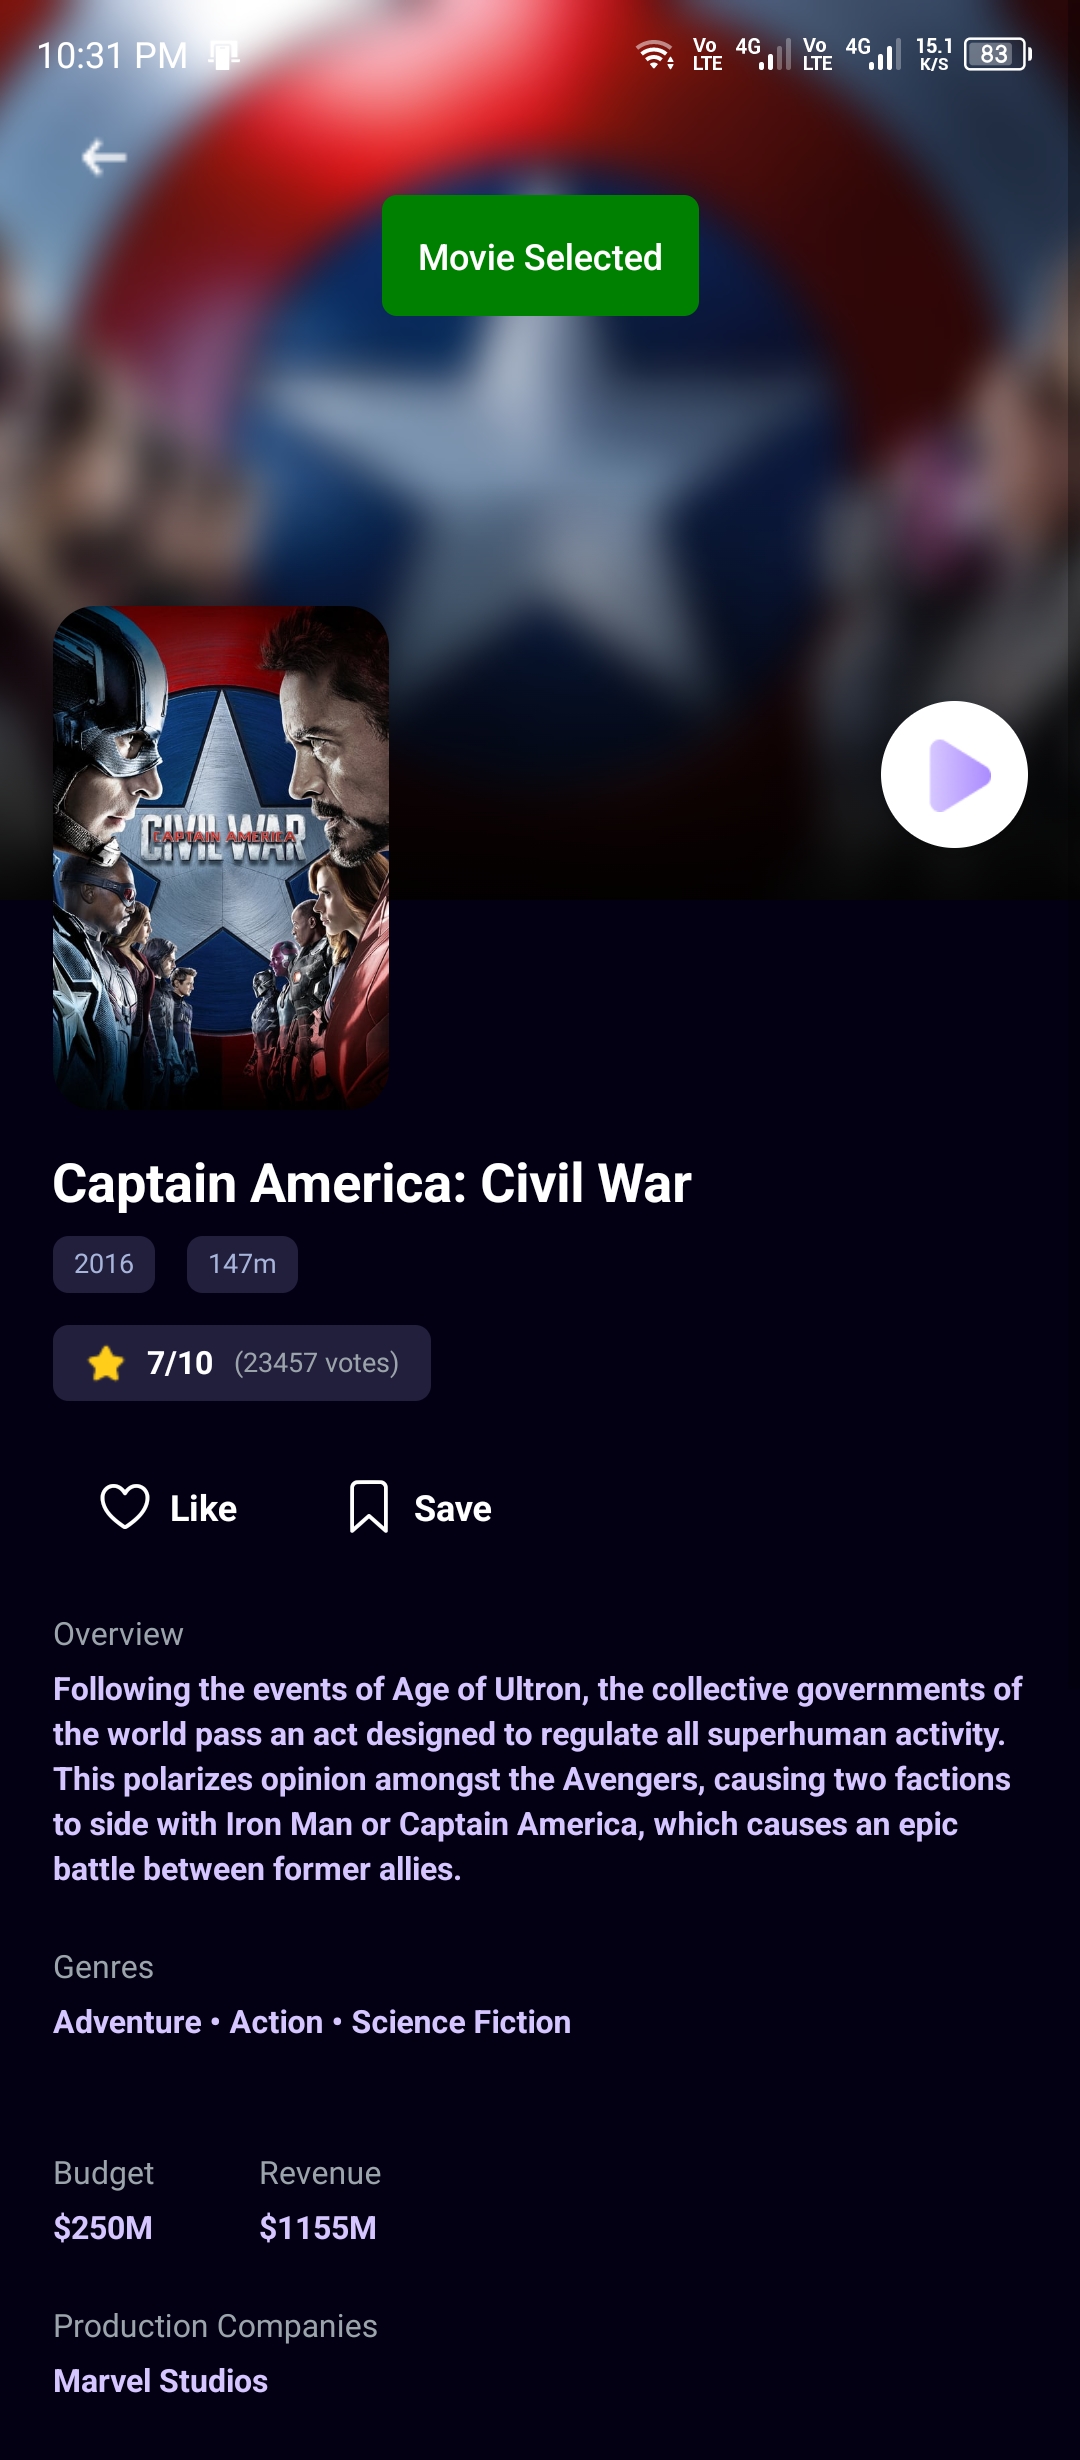 10:31 PM
Vo LTE 4G Vo LTE 4G 15.1 K/S 83
Movie Selected
CAPTAIN AMERICA
CIVIL WAR
Captain America: Civil War
2016 147m
7/10 (23457 votes)
Like Save
Overview
Following the events of Age of Ultron, the collective governments of
the world pass an act designed to regulate all superhuman activity.
This polarizes opinion amongst the Avengers, causing two factions
to side with Iron Man or Captain America, which causes an epic
battle between former allies.
Genres
Adventure • Action • Science Fiction
Budget Revenue
$250M $1155M
Production Companies
Marvel Studios